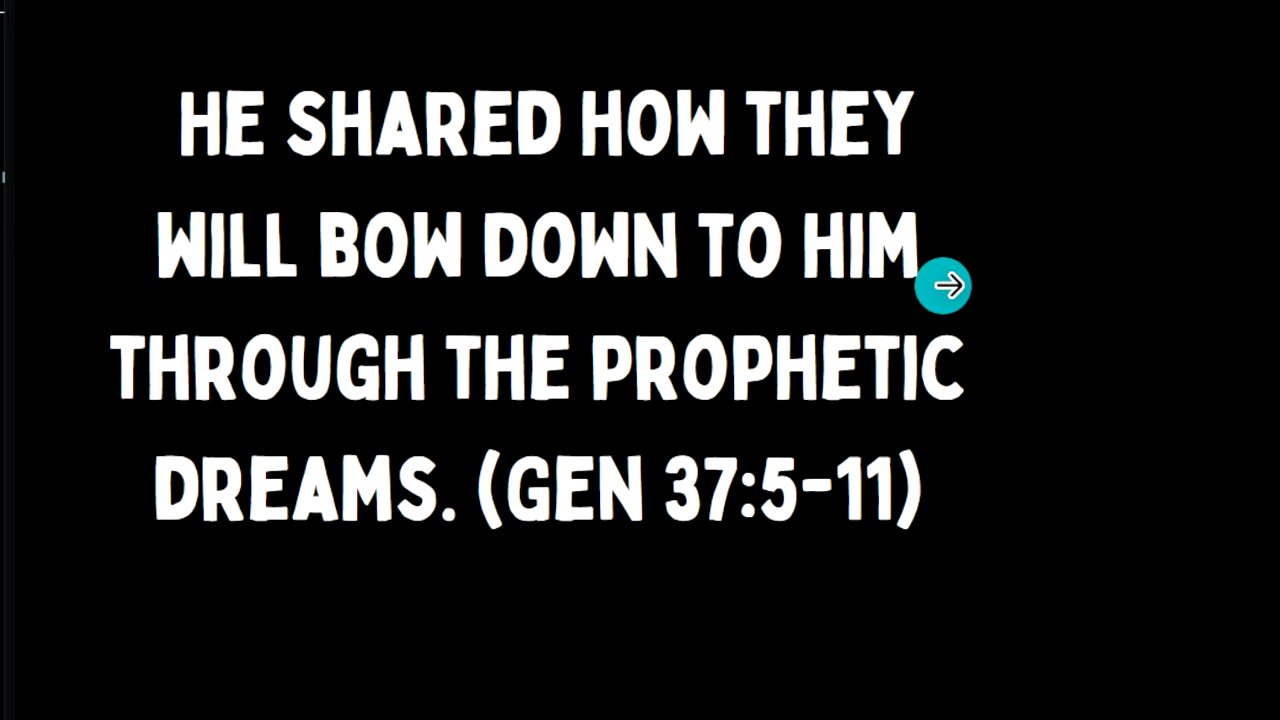 HE SHARED HOW THEY
WILL BOW DOWN TO HIM
THROUGH THE PROPHETIC
DREAMS. (GEN 37:5-11)